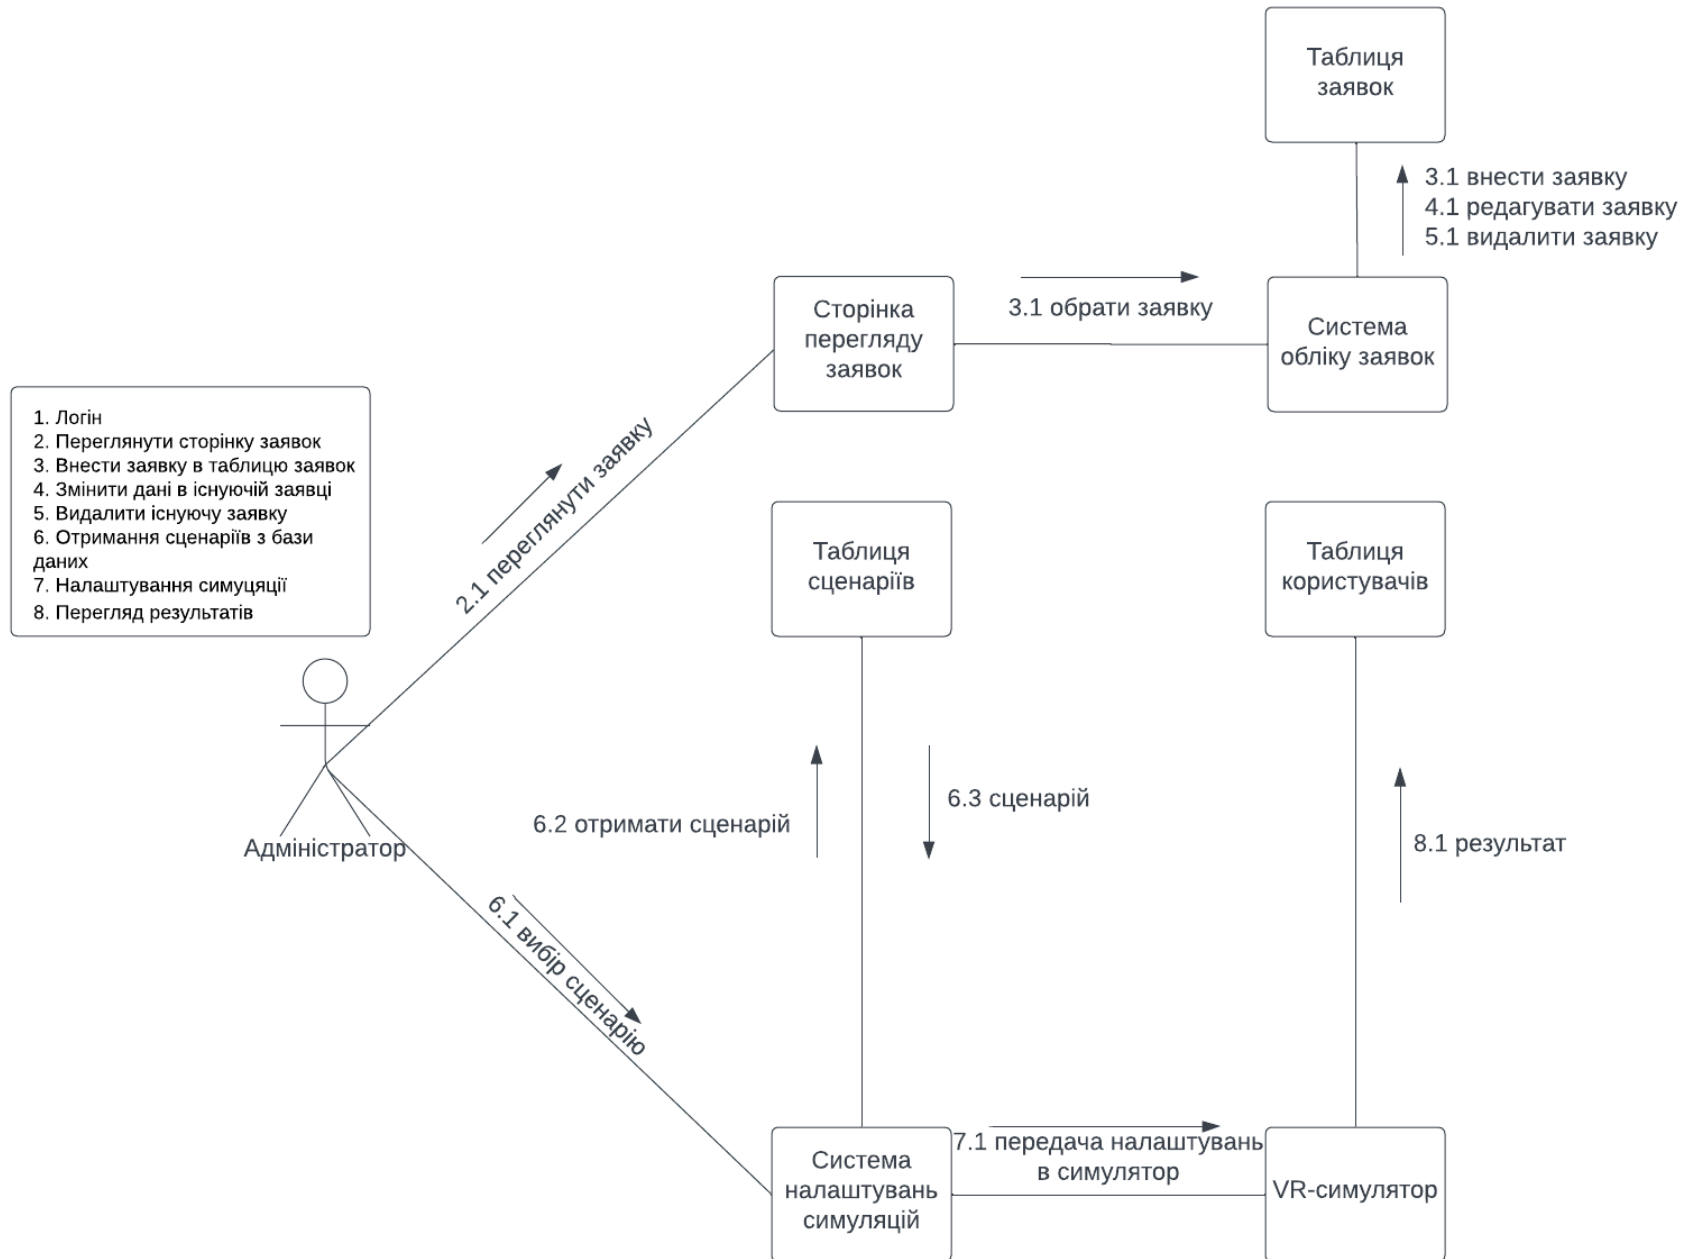 Таблиця
заявок
3.1 внести заявку
4.1 редагувати заявку
5.1 видалити заявку
Сторінка
перегляду
заявок
3.1 обрати заявку
Система
обліку заявок
1. Логін
2. Переглянути сторінку заявок
3. Внести заявку в таблицю заявок
4. Змінити дані в існуючій заявці
5. Видалити існуючу заявку
6. Отримання сценаріїв з бази
даних
7. Налаштування симуцяції
8. Перегляд результатів
2.1 переглянути заявку
Таблиця
сценаріїв
Таблиця
користувачів
Адміністратор
6.2 отримати сценарій
6.3 сценарій
8.1 результат
6.1 вибір сценарію
Система
налаштувань
симуляцій
7.1 передача налаштувань
в симулятор
VR-симулятор